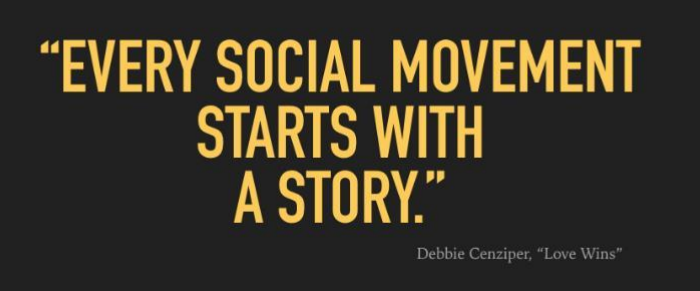 “EVERY SOCIAL MOVEMENT
STARTS WITH
A STORY.”
Debbie Cenziper, “Love Wins”